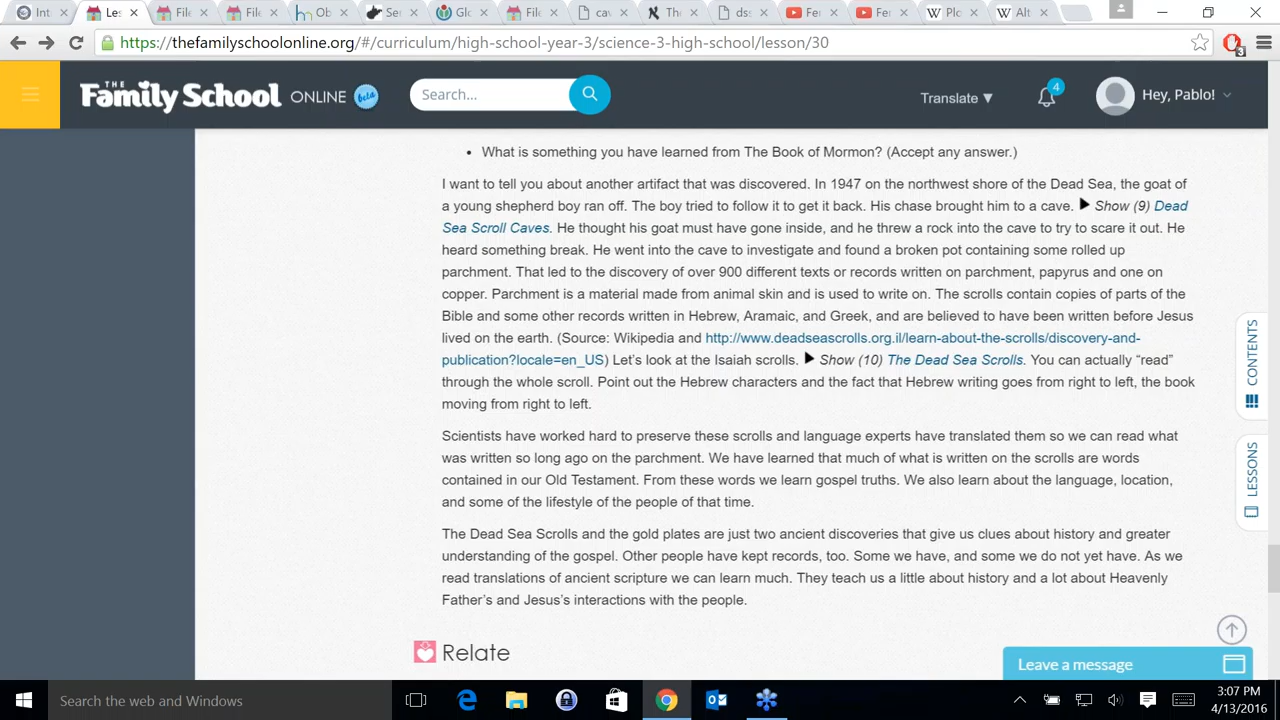 Int
Les
File
File
Ob
Ser
Glo
File
cav
The
dss
Fer
Fer
Plo
Alt
https://thefamilyschoolonline.org/#/curriculum/high-school-year-3/science-3-high-school/lesson/30
3
THE Family School ONLINE beta
Search...
Translate ▼
4
Hey, Pablo!
• What is something you have learned from The Book of Mormon? (Accept any answer.)
I want to tell you about another artifact that was discovered. In 1947 on the northwest shore of the Dead Sea, the goat of
a young shepherd boy ran off. The boy tried to follow it to get it back. His chase brought him to a cave. ▶ Show (9) Dead
Sea Scroll Caves. He thought his goat must have gone inside, and he threw a rock into the cave to try to scare it out. He
heard something break. He went into the cave to investigate and found a broken pot containing some rolled up
parchment. That led to the discovery of over 900 different texts or records written on parchment, papyrus and one on
copper. Parchment is a material made from animal skin and is used to write on. The scrolls contain copies of parts of the
Bible and some other records written in Hebrew, Aramaic, and Greek, and are believed to have been written before Jesus
lived on the earth. (Source: Wikipedia and http://www.deadseascrolls.org.il/learn-about-the-scrolls/discovery-and-
publication?locale=en_US) Let's look at the Isaiah scrolls. ▶ Show (10) The Dead Sea Scrolls. You can actually “read”
through the whole scroll. Point out the Hebrew characters and the fact that Hebrew writing goes from right to left, the book
moving from right to left.
Scientists have worked hard to preserve these scrolls and language experts have translated them so we can read what
was written so long ago on the parchment. We have learned that much of what is written on the scrolls are words
contained in our Old Testament. From these words we learn gospel truths. We also learn about the language, location,
and some of the lifestyle of the people of that time.
The Dead Sea Scrolls and the gold plates are just two ancient discoveries that give us clues about history and greater
understanding of the gospel. Other people have kept records, too. Some we have, and some we do not yet have. As we
read translations of ancient scripture we can learn much. They teach us a little about history and a lot about Heavenly
Father's and Jesus's interactions with the people.
Relate
CONTENTS
LESSONS
Leave a message
Search the web and Windows
3:07 PM
4/13/2016